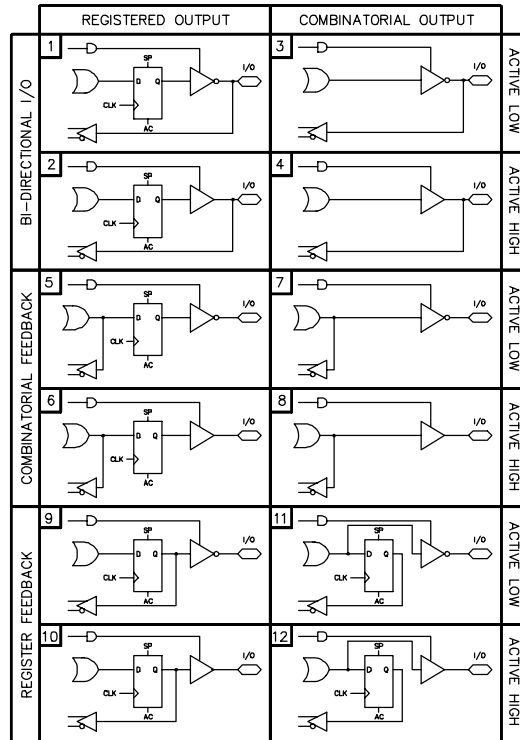 REGISTERED OUTPUT
COMBINATORIAL OUTPUT
BI-DIRECTIONAL I/O
1
SP
D Q
CLK
AC
I/O
3
I/O
ACTIVE LOW
2
SP
D Q
CLK
AC
I/O
4
I/O
ACTIVE HIGH
COMBINATORIAL FEEDBACK
5
SP
D Q
CLK
AC
I/O
7
I/O
ACTIVE LOW
6
SP
D Q
CLK
AC
I/O
8
I/O
ACTIVE HIGH
REGISTER FEEDBACK
9
SP
D Q
CLK
AC
I/O
11
SP
D Q
CLK
AC
I/O
ACTIVE LOW
10
SP
D Q
CLK
AC
I/O
12
SP
D Q
CLK
AC
I/O
ACTIVE HIGH